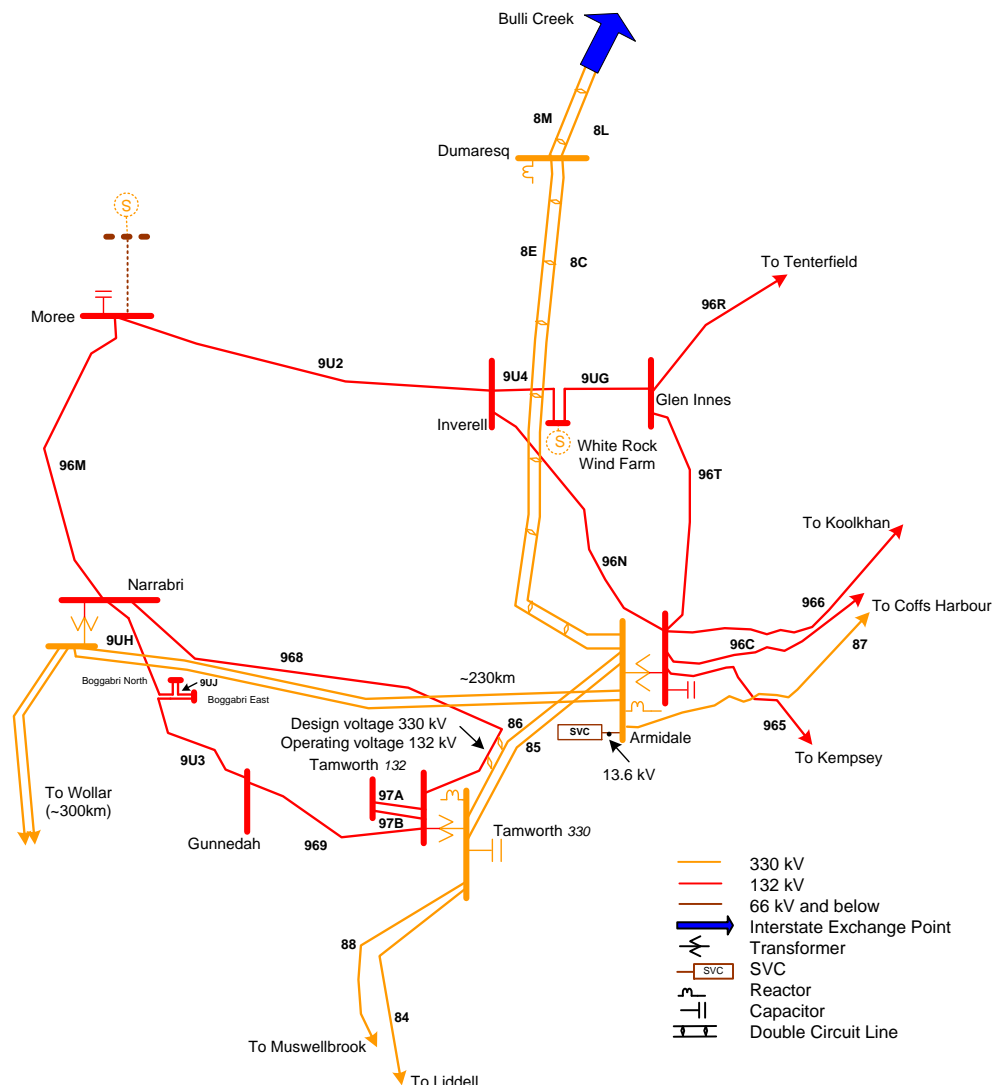 Bulli Creek
8M
8L
Dumaresq
S
8E
8C
To Tenterfield
96R
Moree
9U2
9U4
9UG
Inverell
Glen Innes
S
White Rock
Wind Farm
96M
96T
To Koolkhan
96N
Narrabri
966
To Coffs Harbour
9UH
96C
87
968
~230km
Boggabri North
9UJ
Boggabri East
86
Design voltage 330 kV
Operating voltage 132 kV
85
SVC
Armidale
965
To Kempsey
9U3
Tamworth 132
13.6 kV
97A
To Wollar
(~300km)
97B
Tamworth 330
Gunnedah
969
330 kV
132 kV
66 kV and below
Interstate Exchange Point
Transformer
SVC
SVC
Reactor
Capacitor
Double Circuit Line
88
84
To Muswellbrook
To Liddell